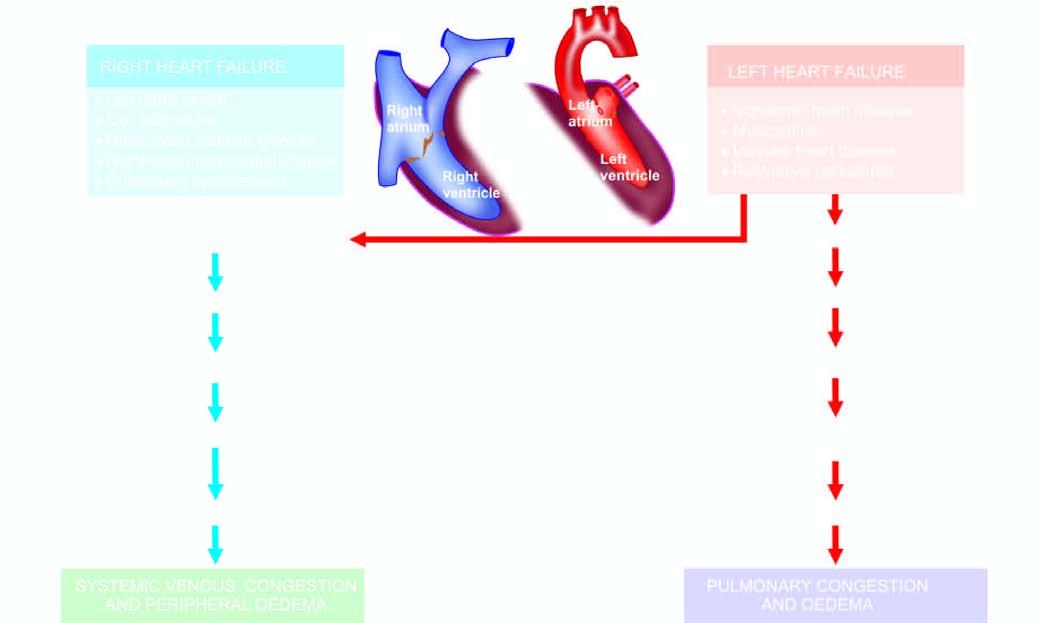 RIGHT HEART FAILURE
• Left heart failure
• Cor pulmonale
• Right-sided valvular disease
• Right-sided myocardial disease
• Pulmonary hypertension
Right
atrium
Right
ventricle
Left
atrium
Left
ventricle
LEFT HEART FAILURE
• Ischaemic heart disease
• Myocarditis
• Valvular heart disease
• Restrictive pericarditis
SYSTEMIC VENOUS CONGESTION
AND PERIPHERAL OEDEMA
PULMONARY CONGESTION
AND OEDEMA